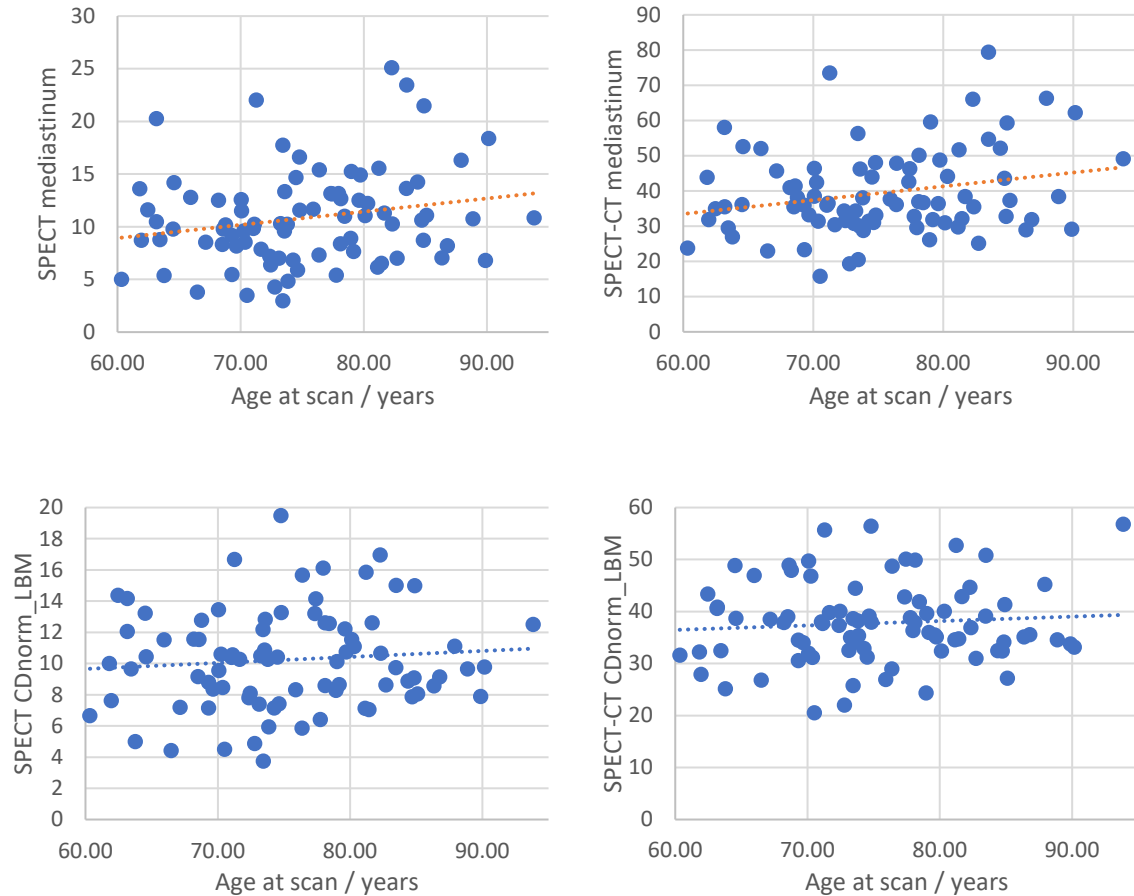 SPECT mediastinum
30
25
20
15
10
5
0
60.00 70.00 80.00 90.00
Age at scan / years
SPECT-CT mediastinum
90
80
70
60
50
40
30
20
10
0
60.00 70.00 80.00 90.00
Age at scan / years
SPECT CDnorm_LBM
20
18
16
14
12
10
8
6
4
2
0
60.00 70.00 80.00 90.00
Age at scan / years
SPECT-CT CDnorm_LBM
60
50
40
30
20
10
0
60.00 70.00 80.00 90.00
Age at scan / years